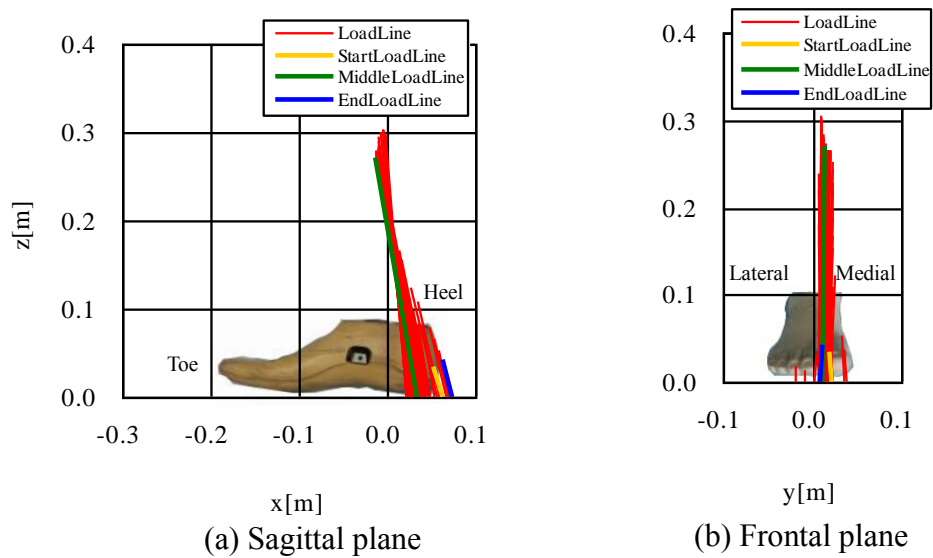 LoadLine
StartLoadLine
MiddleLoadLine
EndLoadLine
0.4
0.3
0.2
0.1
0.0
z[m]
Heel
Toe
-0.3
-0.2
-0.1
0.0
0.1
x[m]
(a) Sagittal plane
LoadLine
StartLoadLine
MiddleLoadLine
EndLoadLine
0.4
0.3
0.2
0.1
0.0
Lateral
Medial
-0.1
0.0
0.1
y[m]
(b) Frontal plane